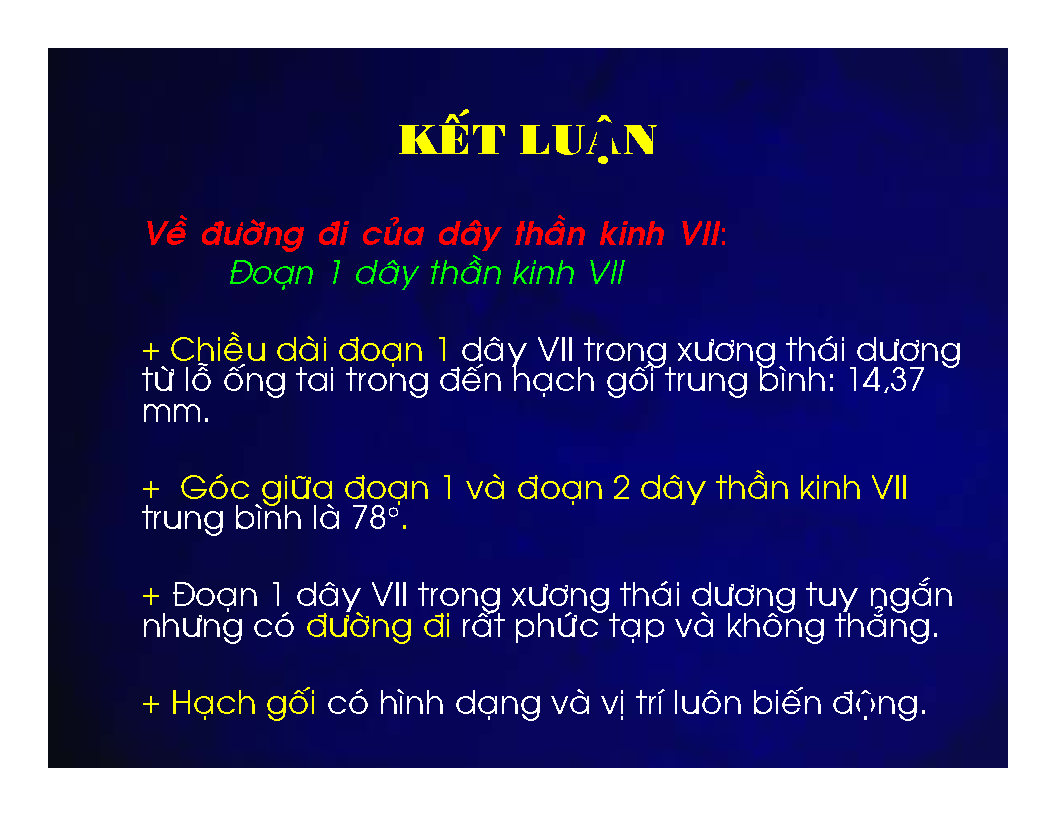 KẾT LUẬN
Về đường đi của dây thần kinh VII:
Đoạn 1 dây thần kinh VII
+ Chiều dài đoạn 1 dây VII trong xương thái dương
từ lỗ ống tai trong đến hạch gối trung bình: 14,37
mm.
+ Góc giữa đoạn 1 và đoạn 2 dây thần kinh VII
trung bình là 78°.
+ Đoạn 1 dây VII trong xương thái dương tuy ngắn
nhưng có đường đi rất phức tạp và không thẳng.
+ Hạch gối có hình dạng và vị trí luôn biến động.